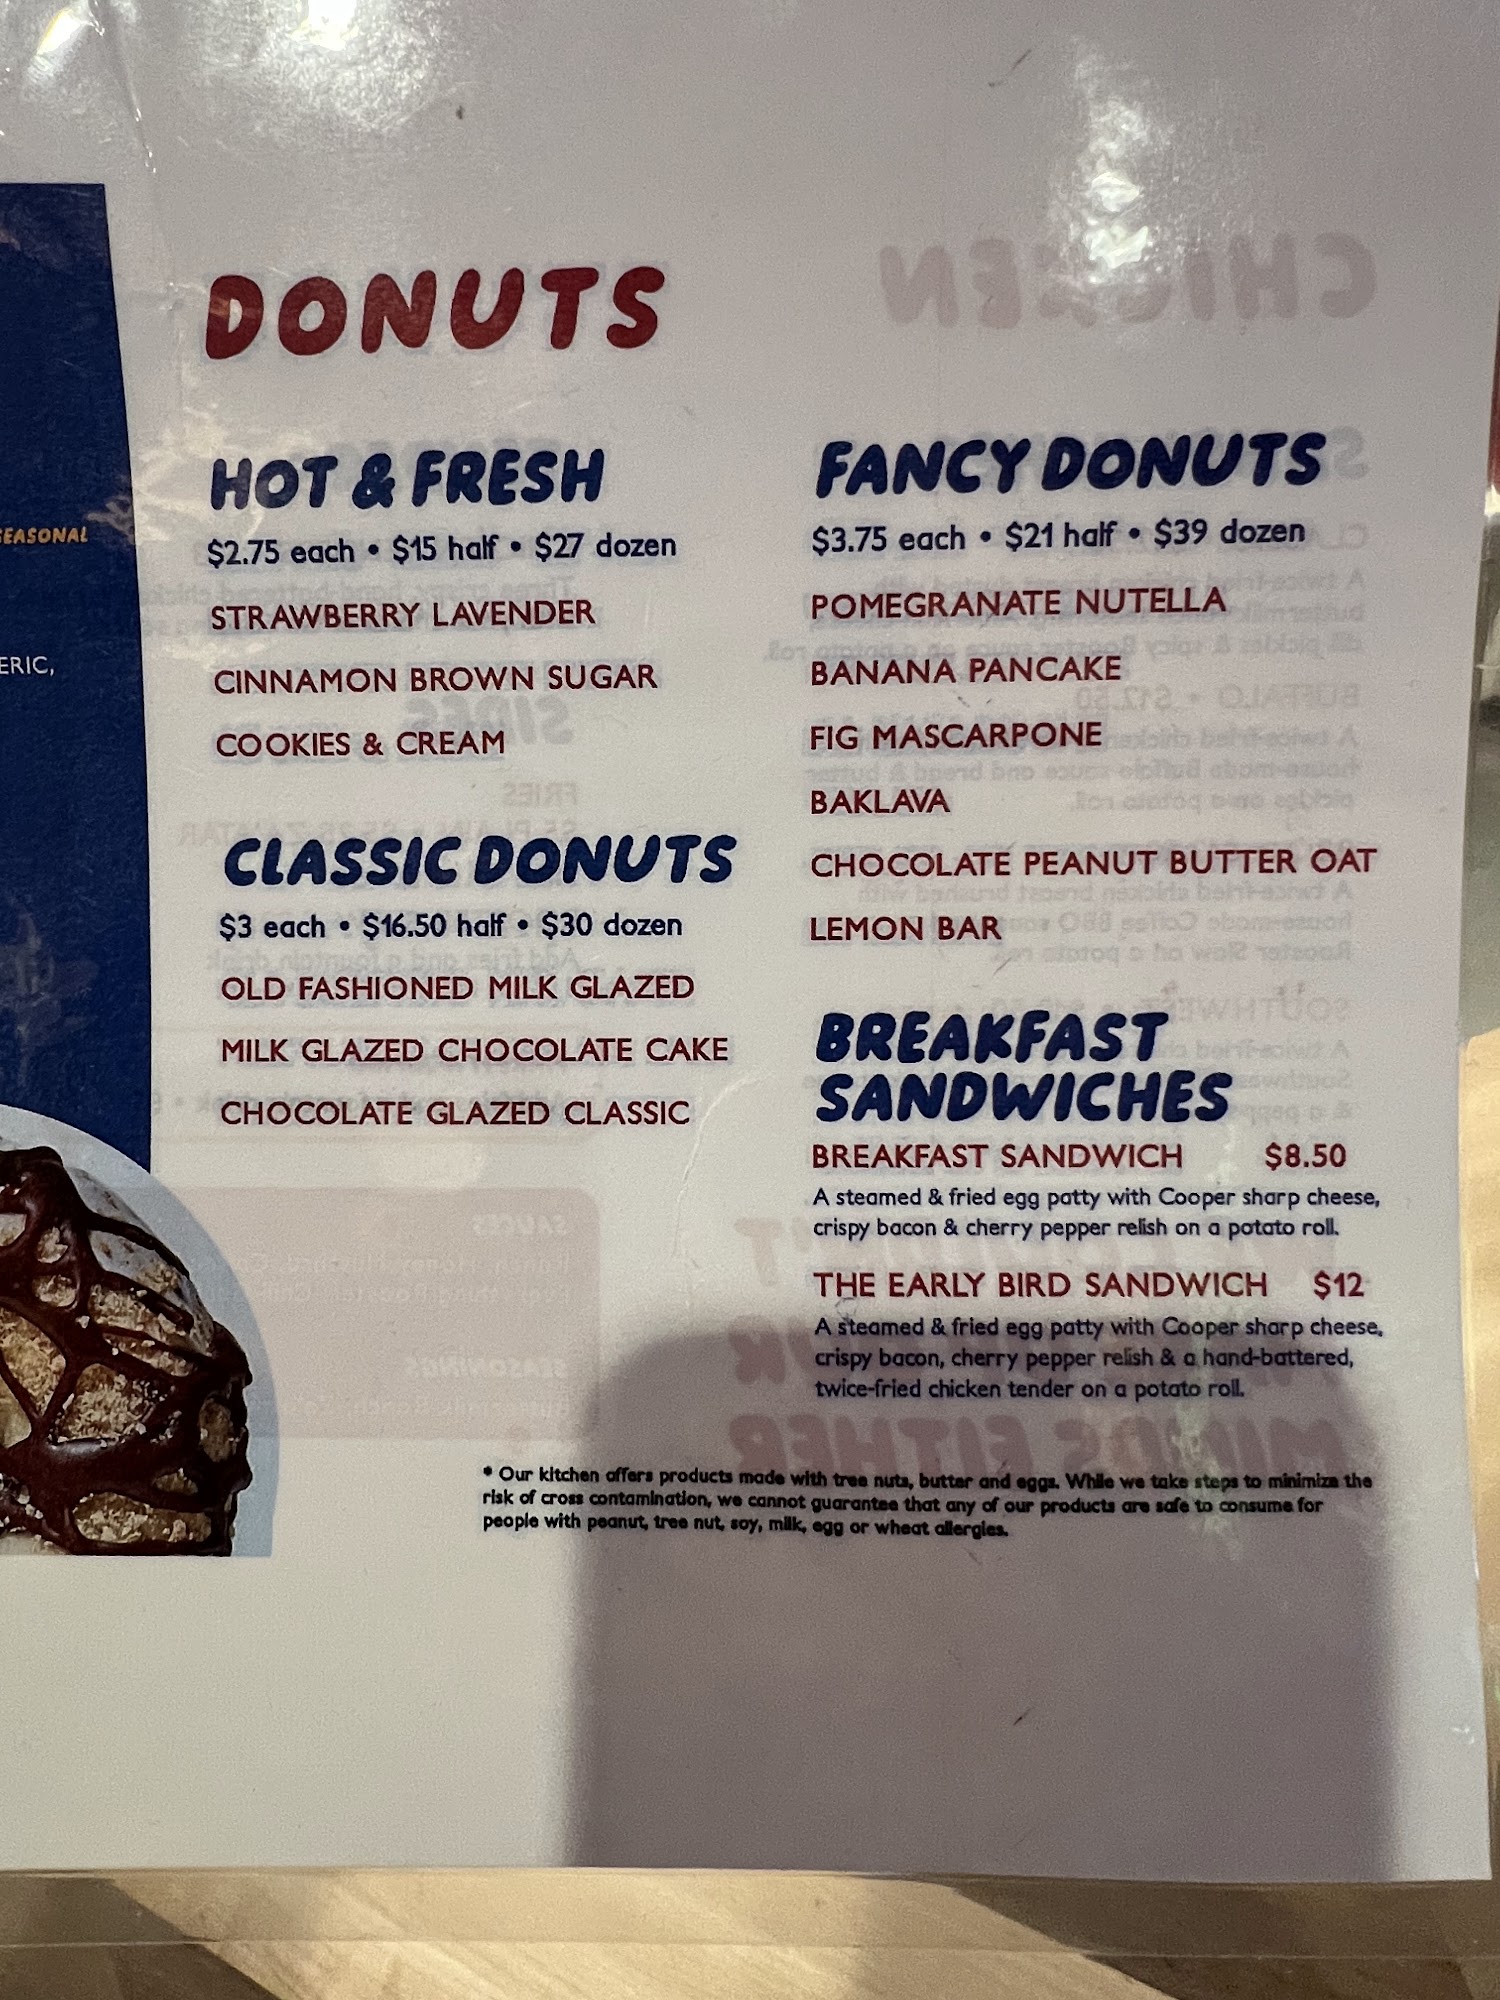 SEASONAL
ERIC,
DONUTS
HOT & FRESH
$2.75 each • $15 half • $27 dozen
STRAWBERRY LAVENDER
CINNAMON BROWN SUGAR
COOKIES & CREAM
CLASSIC DONUTS
$3 each • $16.50 half • $30 dozen
OLD FASHIONED MILK GLAZED
MILK GLAZED CHOCOLATE CAKE
CHOCOLATE GLAZED CLASSIC
FANCY DONUTS
$3.75 each • $21 half • $39 dozen
POMEGRANATE NUTELLA
BANANA PANCAKE
FIG MASCARPONE
BAKLAVA
CHOCOLATE PEANUT BUTTER OAT
LEMON BAR
BREAKFAST
SANDWICHES
BREAKFAST SANDWICH $8.50
A steamed & fried egg patty with Cooper sharp cheese,
crispy bacon & cherry pepper relish on a potato roll.
THE EARLY BIRD SANDWICH $12
A steamed & fried egg patty with Cooper sharp cheese,
crispy bacon, cherry pepper relish & a hand-battered,
twice-fried chicken tender on a potato roll.
* Our kitchen offers products made with tree nuts, butter and eggs. While we take steps to minimize the
risk of cross contamination, we cannot guarantee that any of our products are safe to consume for
people with peanut, tree nut, soy, milk, egg or wheat allergies.